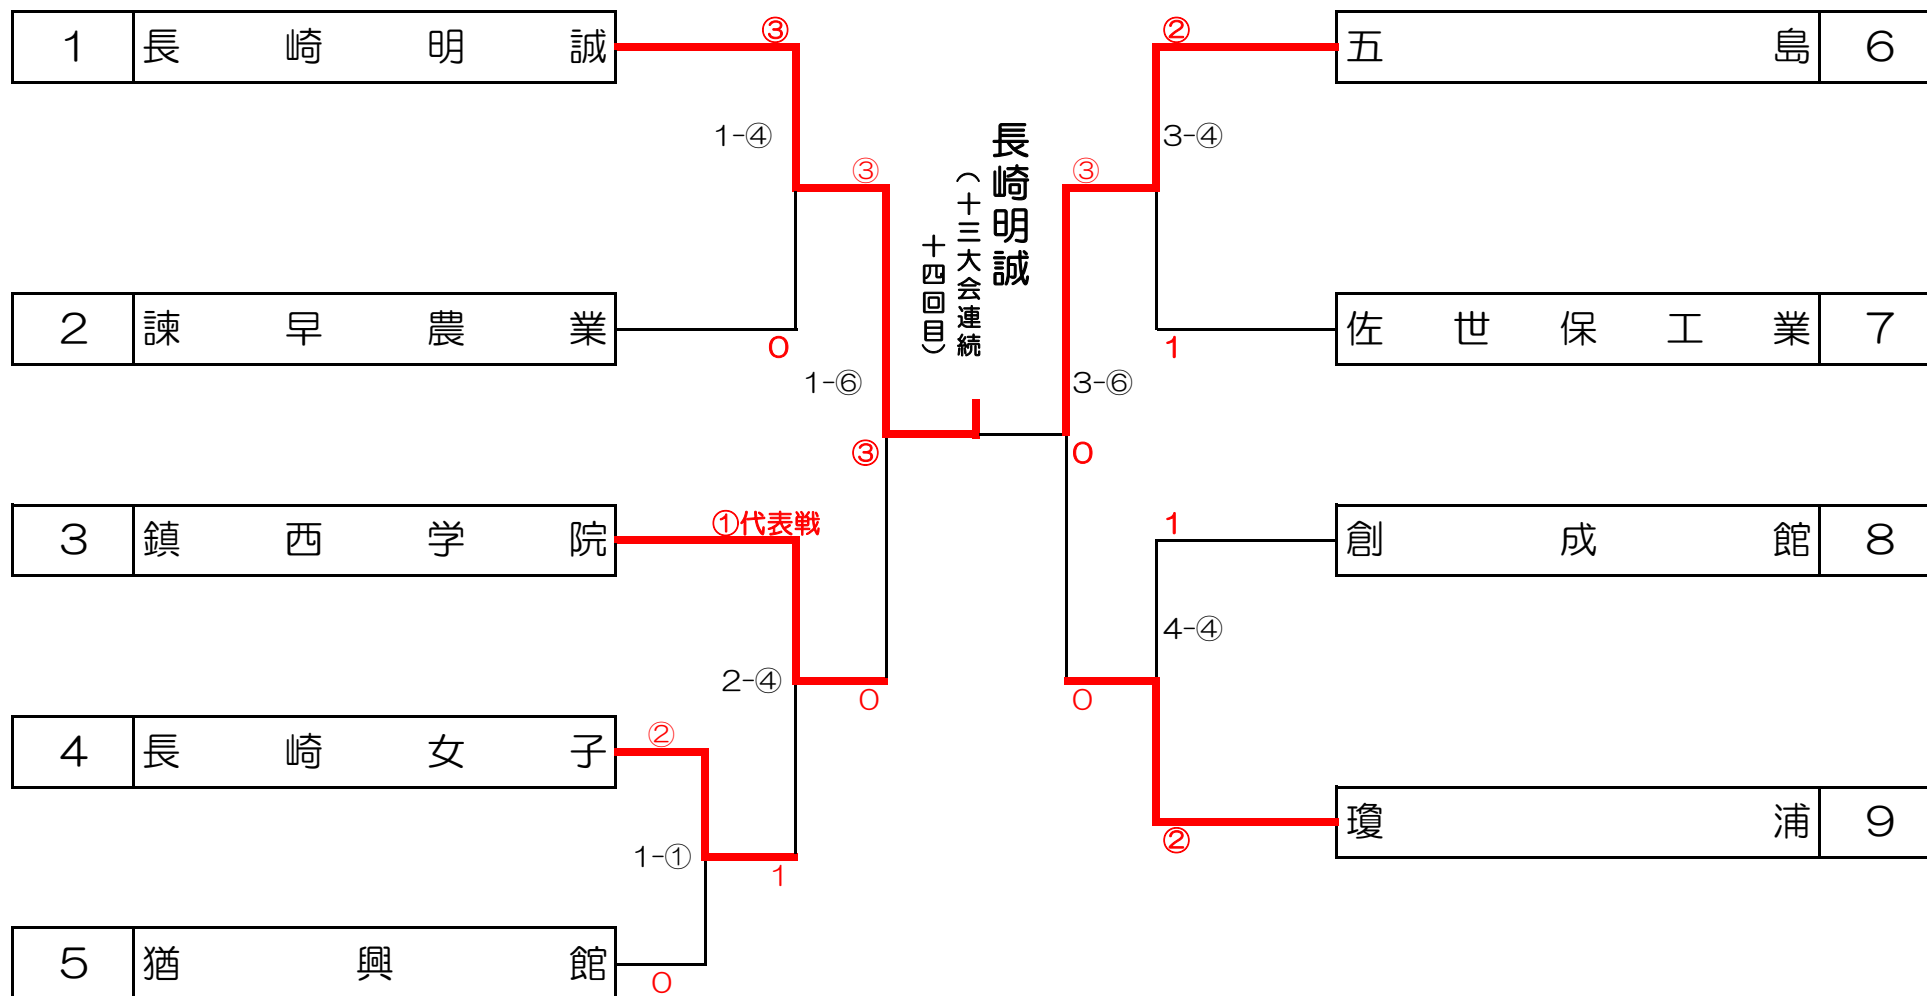 1 長崎明誠
③
1-④
2 諫早農業
0
③
1-⑥
3 鎮西学院
①代表戦
2-④
4 長崎女子
②
1-①
1
5 猶興館
0
0
③
長崎明誠
(十三大会連続
十四回目)
②
五島 6
3-④
③
佐世保工業 7
1
3-⑥
0
1
創成館 8
4-④
0
②
瓊浦 9